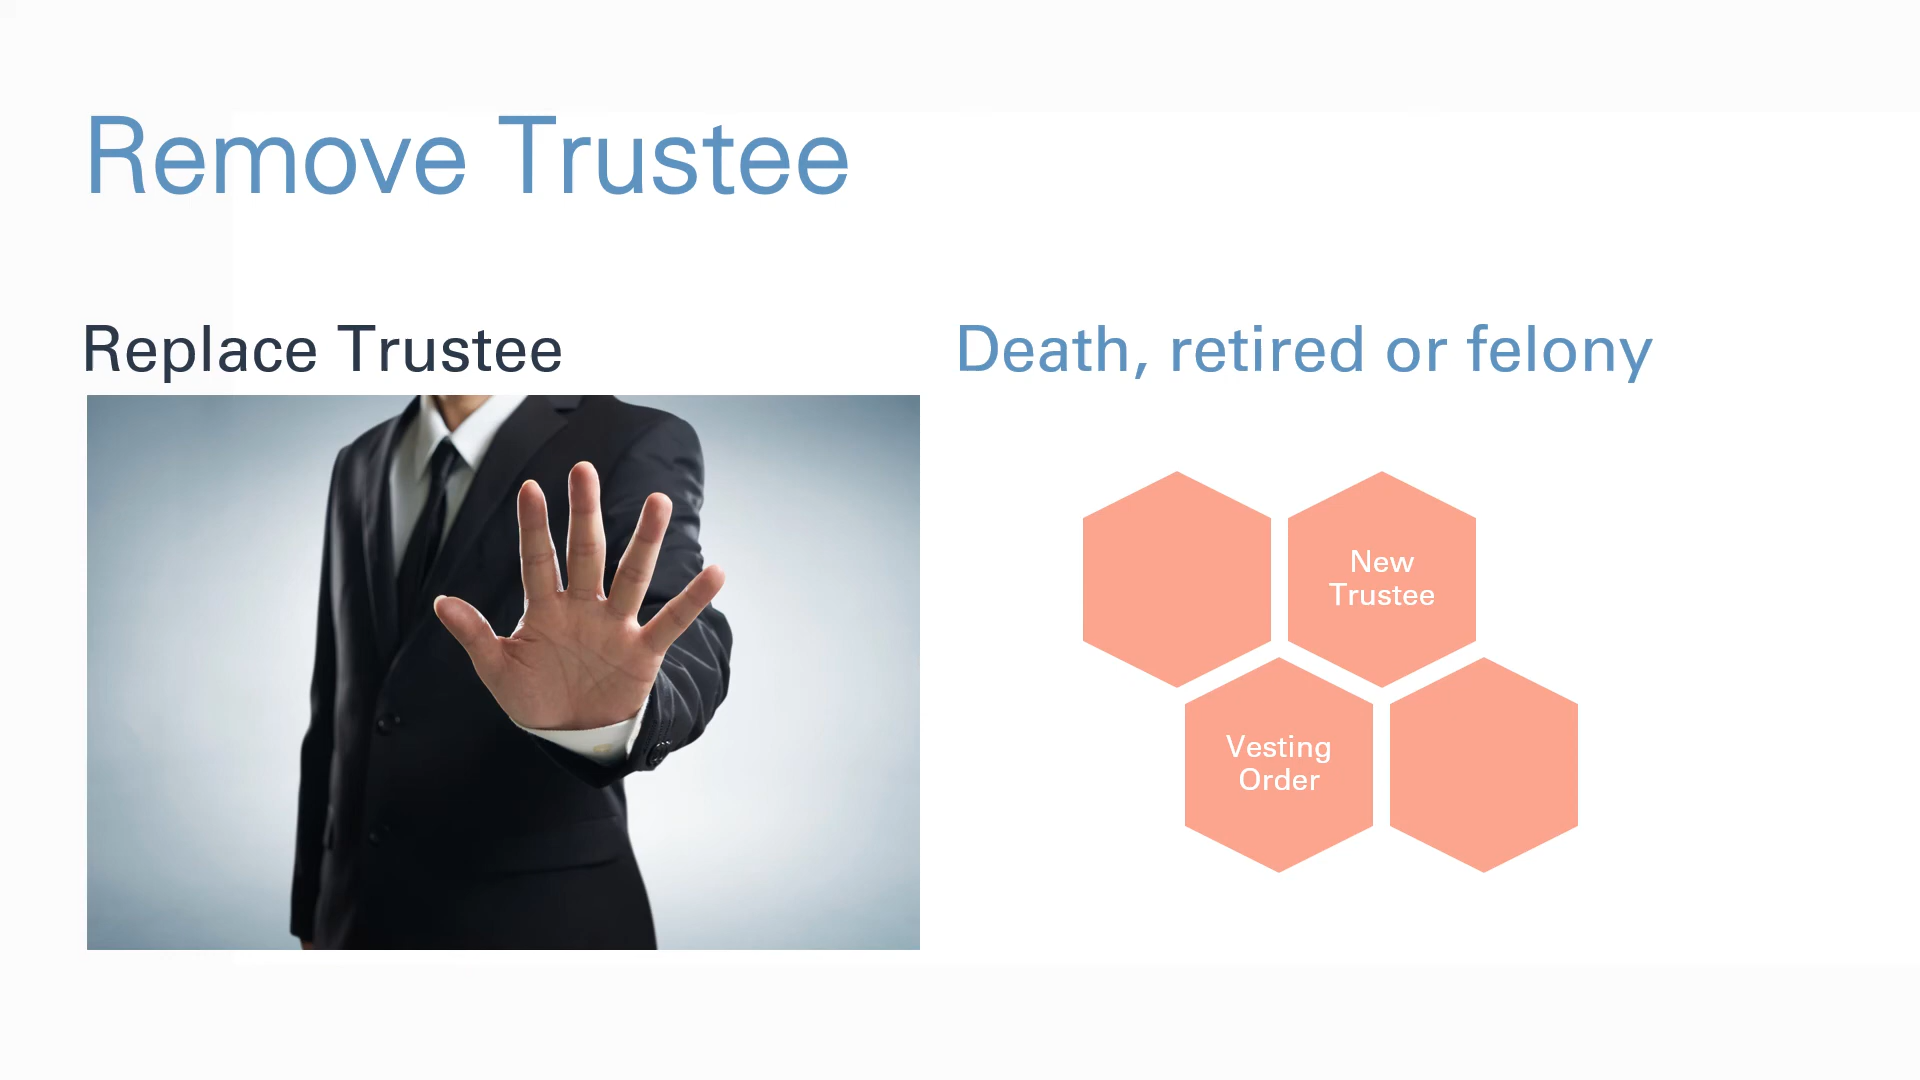 Remove Trustee
Replace Trustee
Death, retired or felony
New
Trustee
Vesting
Order